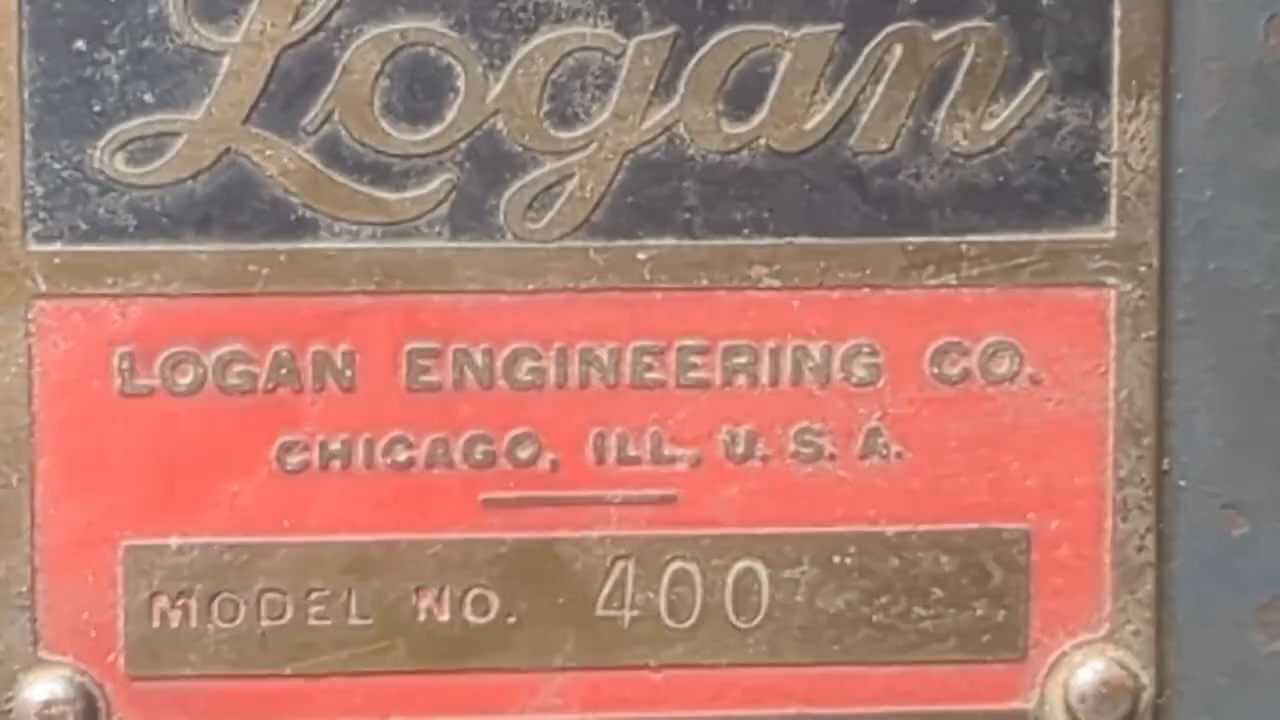 Logan
LOGAN ENGINEERING CO.
CHICAGO, ILL. U. S. A.
MODEL NO. 400